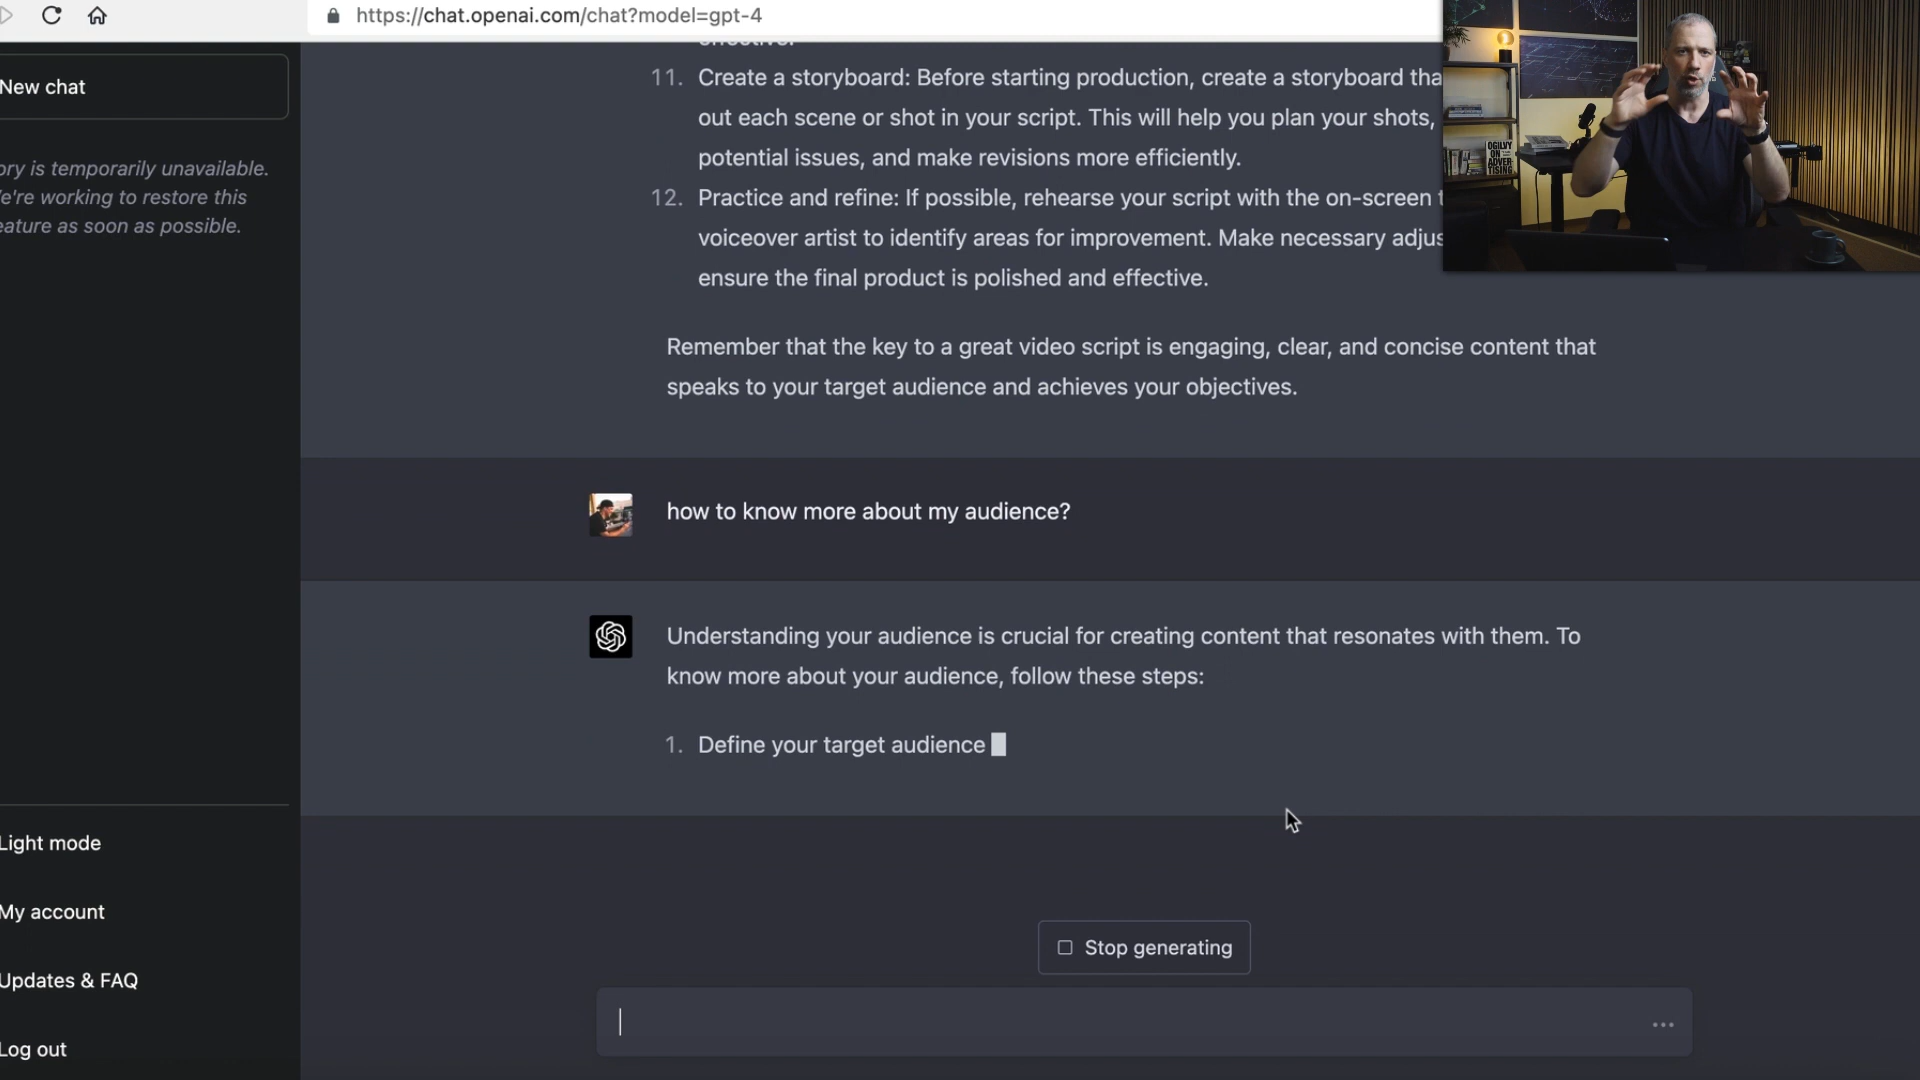 https://chat.openai.com/chat?model=gpt-4
New chat
ory is temporarily unavailable.
e're working to restore this
eature as soon as possible.
effective.
11. Create a storyboard: Before starting production, create a storyboard tha
out each scene or shot in your script. This will help you plan your shots,
potential issues, and make revisions more efficiently.
12. Practice and refine: If possible, rehearse your script with the on-screen t
voiceover artist to identify areas for improvement. Make necessary adjus
ensure the final product is polished and effective.
Remember that the key to a great video script is engaging, clear, and concise content that
speaks to your target audience and achieves your objectives.
how to know more about my audience?
Understanding your audience is crucial for creating content that resonates with them. To
know more about your audience, follow these steps:
1. Define your target audience
Stop generating
Light mode
My account
Updates & FAQ
Log out
OGILVY
ON
ADVER
TISING